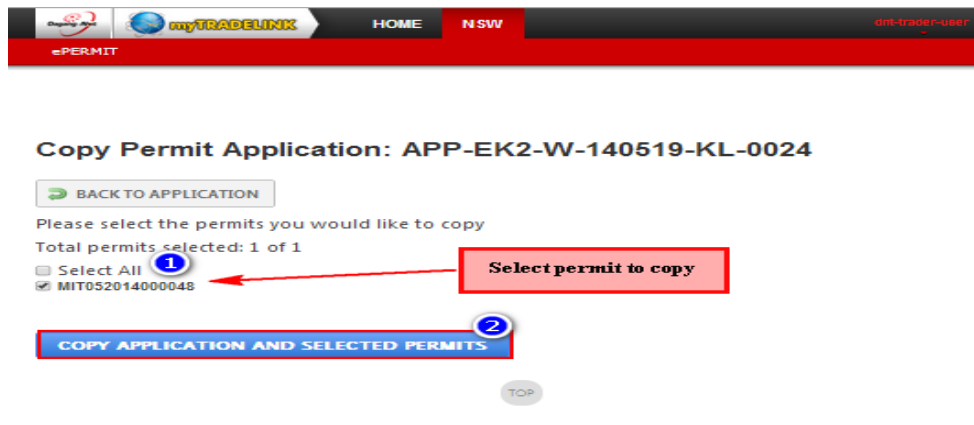 Dagang Net
myTRADELINK
HOME
NSW
dnt-trader-user
ePERMIT
Copy Permit Application: APP-EK2-W-140519-KL-0024
BACK TO APPLICATION
Please select the permits you would like to copy
Total permits selected: 1 of 1
Select All
1
MIT052014000048
Select permit to copy
2
COPY APPLICATION AND SELECTED PERMITS
TOP